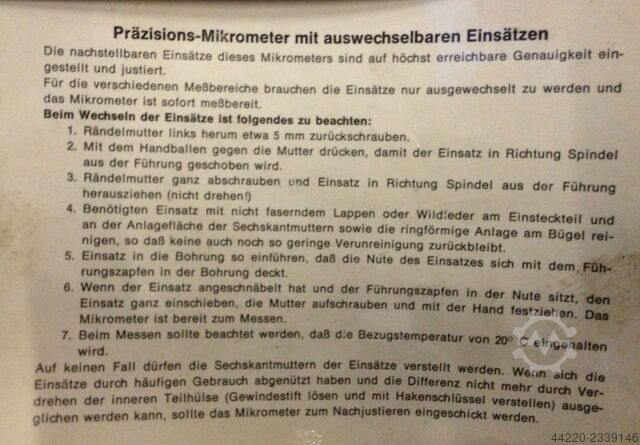 Präzisions-Mikrometer mit auswechselbaren Einsätzen
Die nachstellbaren Einsätze dieses Mikrometers sind auf höchst erreichbare Genauigkeit ein-
gestellt und justiert.
Für die verschiedenen Meßbereiche brauchen die Einsätze nur ausgewechselt zu werden und
das Mikrometer ist sofort meßbereit.
Beim Wechseln der Einsätze ist folgendes zu beachten:
1. Rändelmutter links herum etwa 5 mm zurückschrauben.
2. Mit dem Handballen gegen die Mutter drücken, damit der Einsatz in Richtung Spindel
aus der Führung geschoben wird.
3. Rändelmutter ganz abschrauben und Einsatz in Richtung Spindel aus der Führung
herausziehen (nicht drehen!)
4. Benötigten Einsatz mit nicht faserndem Lappen oder Wildleder am Einsteckteil und
an der Anlagefläche der Sechskantmuttern sowie die ringförmige Anlage am Bügel rei-
nigen, so daß keine auch noch so geringe Verunreinigung zurückbleibt.
5. Einsatz in die Bohrung so einführen, daß die Nute des Einsatzes sich mit dem Füh-
rungszapfen in der Bohrung deckt.
6. Wenn der Einsatz angeschnäbelt hat und der Führungszapfen in der Nute sitzt, den
Einsatz ganz einschieben, die Mutter aufschrauben und mit der Hand festziehen. Das
Mikrometer ist bereit zum Messen.
7. Beim Messen sollte beachtet werden, daß die Bezugstemperatur von 20° C eingehalten
wird.
Auf keinen Fall dürfen die Sechskantmuttern der Einsätze verstellt werden. Wenn sich die
Einsätze durch häufigen Gebrauch abgenützt haben und die Differenz nicht mehr durch Ver-
drehen der inneren Teilhülse (Gewindestift lösen und mit Hakenschlüssel verstellen) ausge-
glichen werden kann, sollte das Mikrometer zum Nachjustieren eingeschickt werden.
44220-2339146